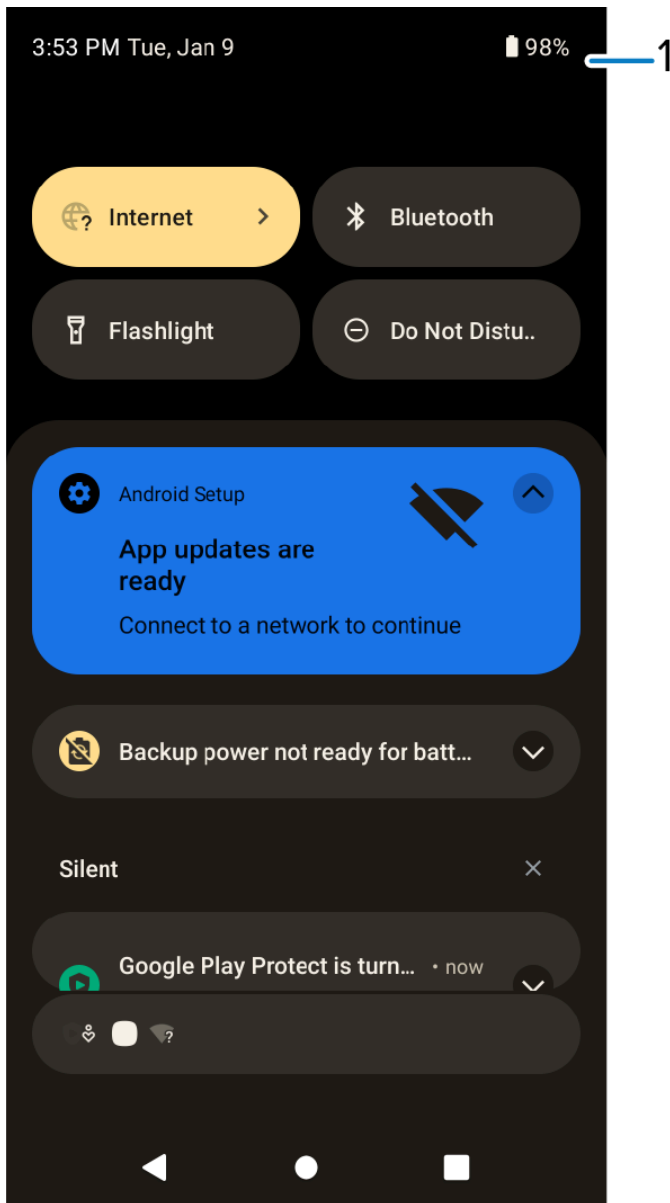 3:53 PM Tue, Jan 9 98%
1
Internet
Bluetooth
Flashlight
Do Not Distu..
Android Setup
App updates are
ready
Connect to a network to continue
Backup power not ready for batt...
Silent
Google Play Protect is turn... • now